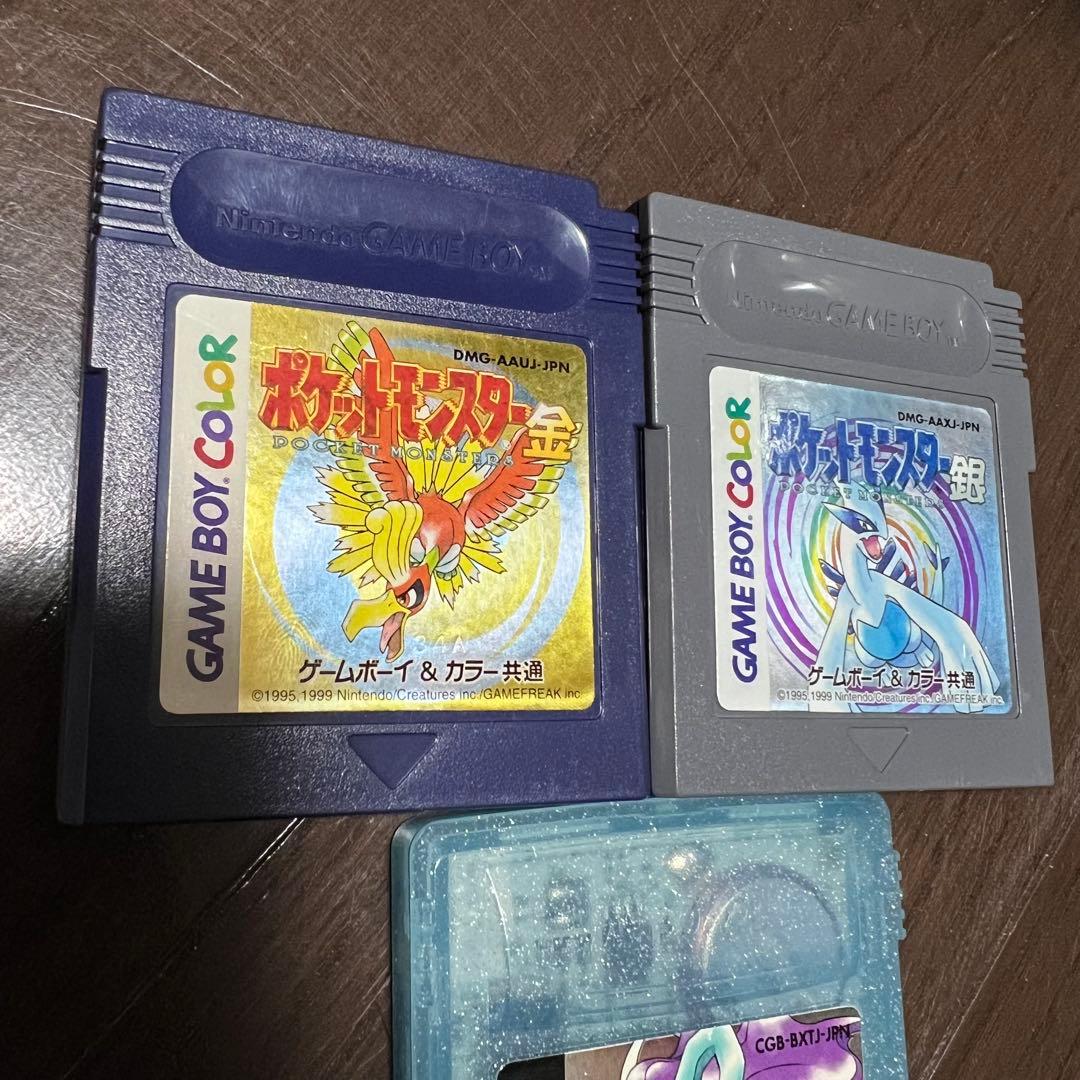 Nintendo GAME BOY
GAME BOY COLOR
DMG-AAUJ-JPN
ポケットモンスター金
POCKET MONSTERS
ゲームボーイ & カラー共通
©1995,1999 Nintendo/Creatures inc./GAMEFREAK inc.
Nintendo GAME BOY
GAME BOY COLOR
DMG-AAXJ-JPN
ポケットモンスター銀
POCKET MONSTERS
ゲームボーイ & カラー共通
©1995,1999 Nintendo/Creatures inc./GAMEFREAK inc.
CGB-BXTJ-JPN